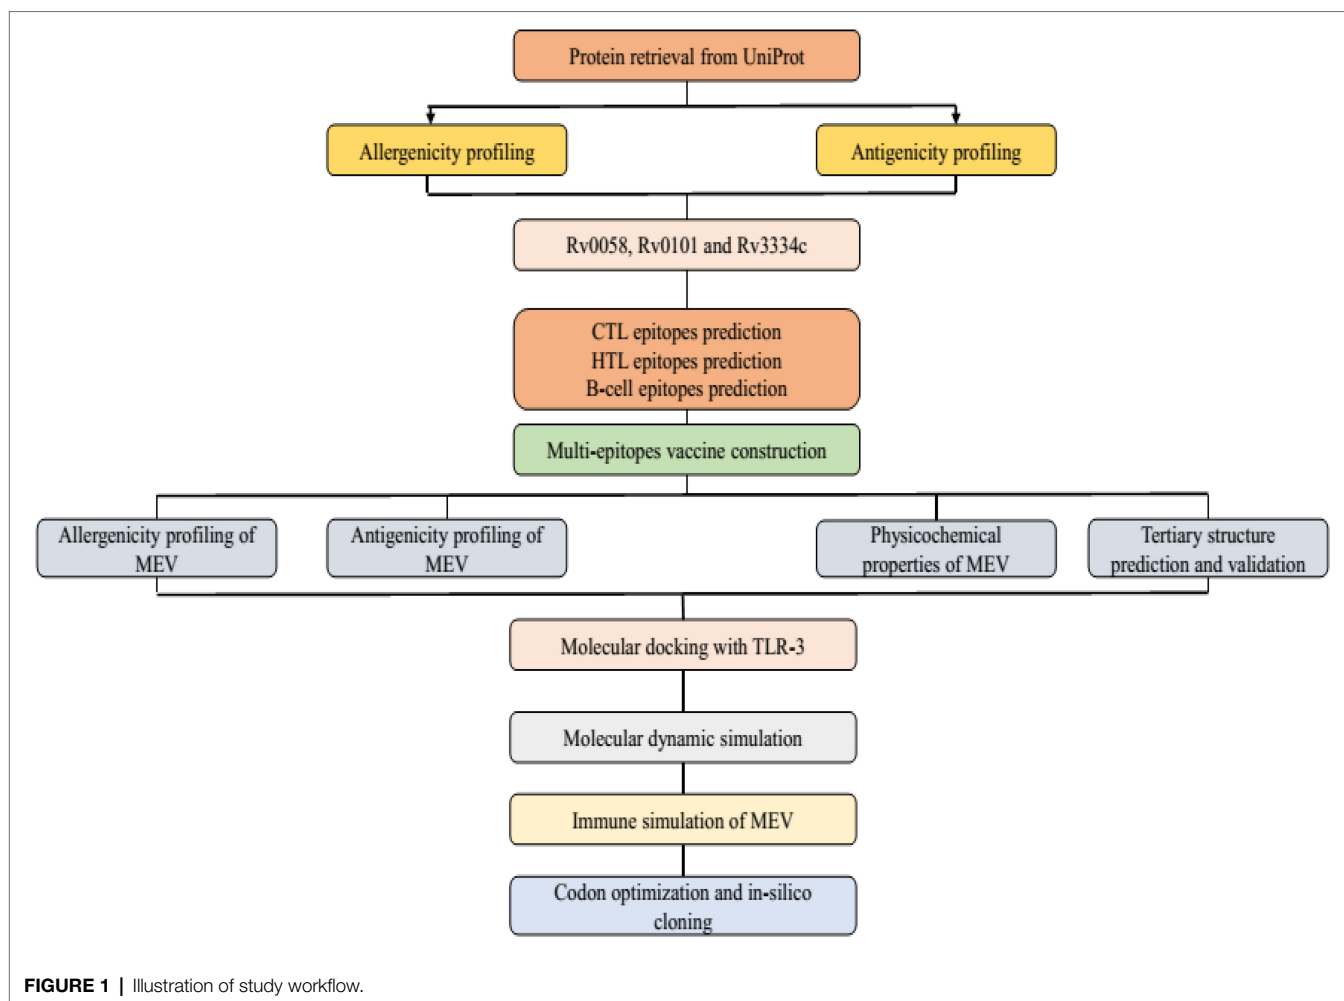 Protein retrieval from UniProt
Allergenicity profiling
Antigenicity profiling
Rv0058, Rv0101 and Rv3334c
CTL epitopes prediction
HTL epitopes prediction
B-cell epitopes prediction
Multi-epitopes vaccine construction
Allergenicity profiling of
MEV
Antigenicity profiling of
MEV
Physicochemical
properties of MEV
Tertiary structure
prediction and validation
Molecular docking with TLR-3
Molecular dynamic simulation
Immune simulation of MEV
Codon optimization and in-silico
cloning
FIGURE 1 | Illustration of study workflow.